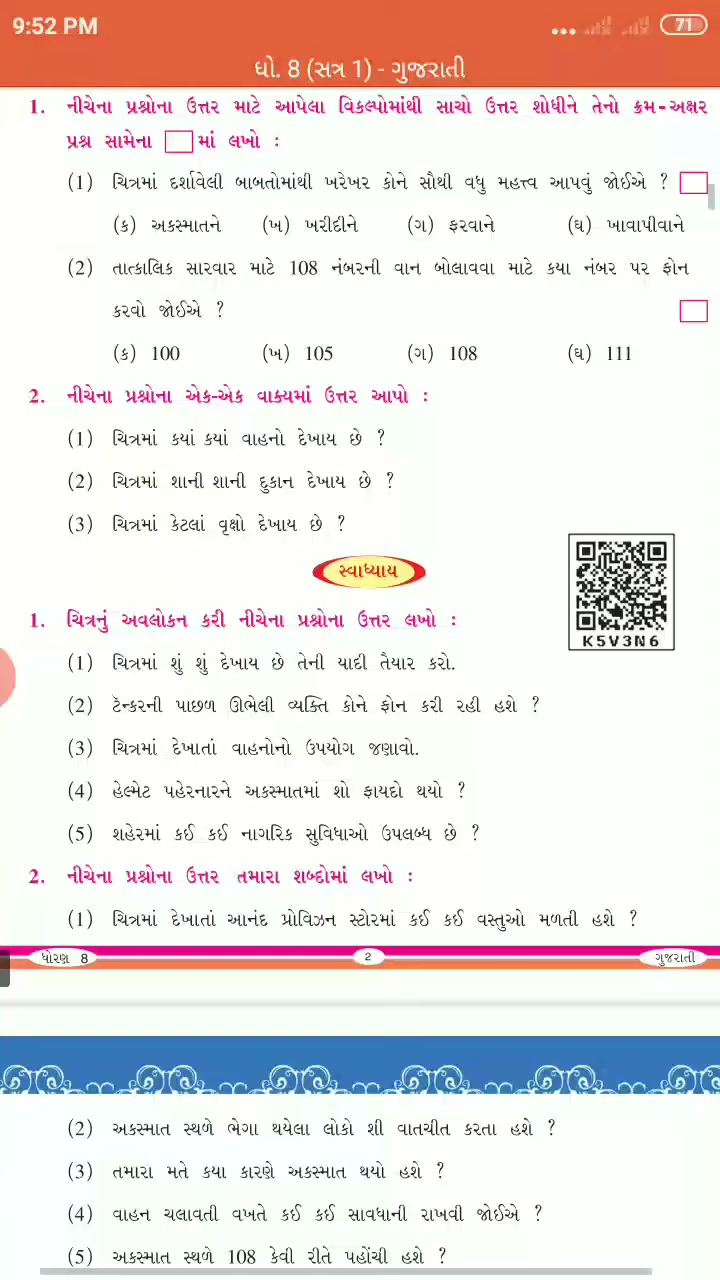 9:52 PM
71
ધો. 8 (સત્ર 1) - ગુજરાતી
1. નીચેના પ્રશ્નોના ઉત્તર માટે આપેલા વિકલ્પોમાંથી સાચો ઉત્તર શોધીને તેનો ક્રમ-અક્ષર
પ્રશ્ન સામેના માં લખો :
(1) ચિત્રમાં દર્શાવેલી બાબતોમાંથી ખરેખર કોને સૌથી વધુ મહત્ત્વ આપવું જોઈએ ?
(ક) અકસ્માતને (ખ) ખરીદીને (ગ) ફરવાને (ઘ) ખાવાપીવાને
(2) તાત્કાલિક સારવાર માટે 108 નંબરની વાન બોલાવવા માટે કયા નંબર પર ફોન
કરવો જોઈએ ?
(ક) 100 (ખ) 105 (ગ) 108 (ઘ) 111
2. નીચેના પ્રશ્નોના એક-એક વાક્યમાં ઉત્તર આપો :
(1) ચિત્રમાં કયાં કયાં વાહનો દેખાય છે ?
(2) ચિત્રમાં શાની શાની દુકાન દેખાય છે ?
(3) ચિત્રમાં કેટલાં વૃક્ષો દેખાય છે ?
સ્વાધ્યાય
K5V3N6
1. ચિત્રનું અવલોકન કરી નીચેના પ્રશ્નોના ઉત્તર લખો :
(1) ચિત્રમાં શું શું દેખાય છે તેની યાદી તૈયાર કરો.
(2) ટૅન્કરની પાછળ ઊભેલી વ્યક્તિ કોને ફોન કરી રહી હશે ?
(3) ચિત્રમાં દેખાતાં વાહનોનો ઉપયોગ જણાવો.
(4) હેલ્મેટ પહેરનારને અકસ્માતમાં શો ફાયદો થયો ?
(5) શહેરમાં કઈ કઈ નાગરિક સુવિધાઓ ઉપલબ્ધ છે ?
2. નીચેના પ્રશ્નોના ઉત્તર તમારા શબ્દોમાં લખો :
(1) ચિત્રમાં દેખાતાં આનંદ પ્રોવિઝન સ્ટોરમાં કઈ કઈ વસ્તુઓ મળતી હશે ?
ધોરણ 8 2 ગુજરાતી
(2) અકસ્માત સ્થળે ભેગા થયેલા લોકો શી વાતચીત કરતા હશે ?
(3) તમારા મતે કયા કારણે અકસ્માત થયો હશે ?
(4) વાહન ચલાવતી વખતે કઈ કઈ સાવધાની રાખવી જોઈએ ?
(5) અકસ્માત સ્થળે 108 કેવી રીતે પહોંચી હશે ?